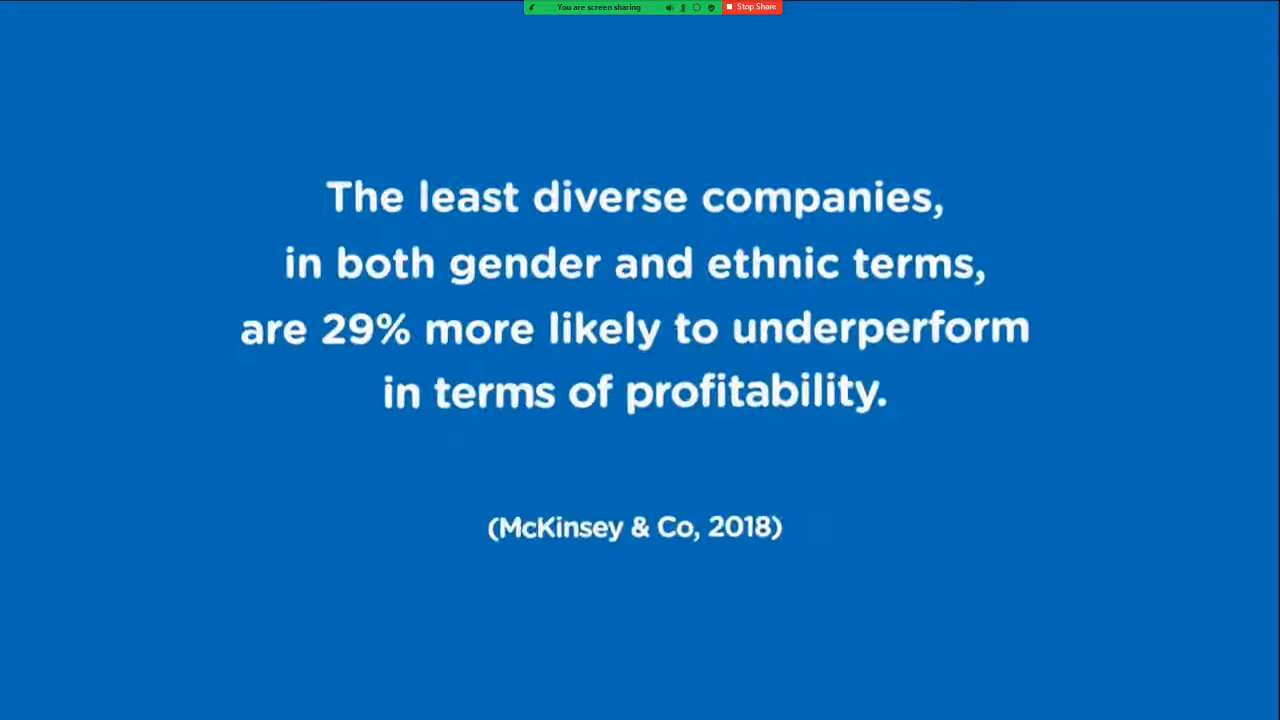 You are screen sharing
Stop Share
The least diverse companies,
in both gender and ethnic terms,
are 29% more likely to underperform
in terms of profitability.
(McKinsey & Co, 2018)